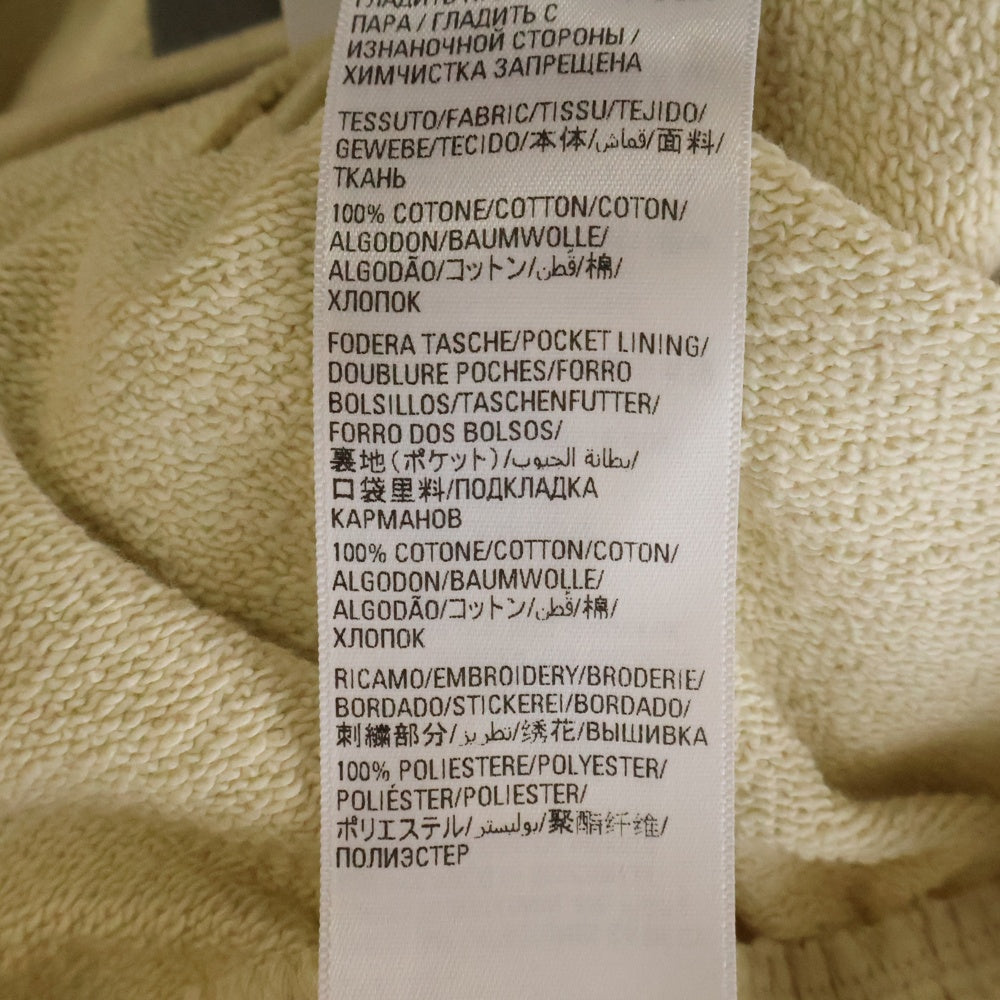 ПАРА / ГЛАДИТЬ С
ИЗНАНОЧНОЙ СТОРОНЫ /
ХИМЧИСТКА ЗАПРЕЩЕНА
TESSUTO/FABRIC/TISSU/TEJIDO/
GEWEBE/TECIDO/本体/قماش/面料/
ТКАНЬ
100% COTONE/COTTON/COTON/
ALGODON/BAUMWOLLE/
ALGODÃO/コットン/قطن/棉/
ХЛОПОК
FODERA TASCHE/POCKET LINING/
DOUBLURE POCHES/FORRO
BOLSILLOS/TASCHENFUTTER/
FORRO DOS BOLSOS/
裏地(ポケット)/بطانة الجيوب/
口袋里料/ПОДКЛАДКА
КАРМАНОВ
100% COTONE/COTTON/COTON/
ALGODON/BAUMWOLLE/
ALGODÃO/コットン/قطن/棉/
ХЛОПОК
RICAMO/EMBROIDERY/BRODERIE/
BORDADO/STICKEREI/BORDADO/
刺繍部分/تطريز/绣花/ВЫШИВКА
100% POLIESTERE/POLYESTER/
POLIÉSTER/POLIESTER/
ポリエステル/بوليستر/聚酯纤维/
ПОЛИЭСТЕР